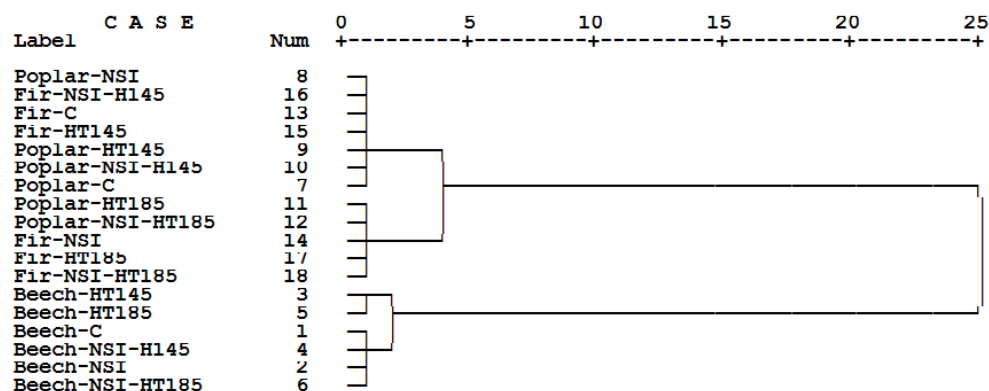 C A S E 0 5 10 15 20 25
Label Num +---------+---------+---------+---------+---------+
Poplar-NSI 8
Fir-NSI-H145 16
Fir-C 13
Fir-HT145 15
Poplar-HT145 9
Poplar-NSI-H145 10
Poplar-C 7
Poplar-HT185 11
Poplar-NSI-HT185 12
Fir-NSI 14
Fir-HT185 17
Fir-NSI-HT185 18
Beech-HT145 3
Beech-HT185 5
Beech-C 1
Beech-NSI-H145 4
Beech-NSI 2
Beech-NSI-HT185 6